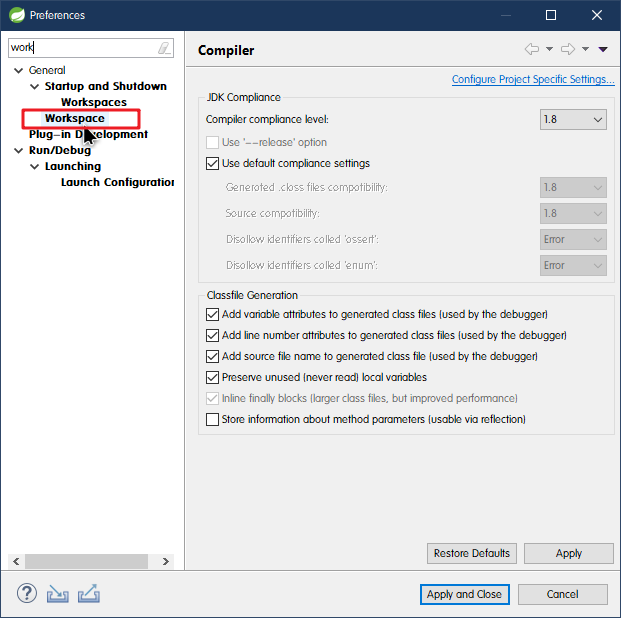 Preferences
work
General
Startup and Shutdown
Workspaces
Workspace
Plug-in Development
Run/Debug
Launching
Launch Configuration
Compiler
Configure Project Specific Settings...
JDK Compliance
Compiler compliance level:
1.8
Use '--release' option
Use default compliance settings
Generated .class files compatibility:
1.8
Source compatibility:
1.8
Disallow identifiers called 'assert':
Error
Disallow identifiers called 'enum':
Error
Classfile Generation
Add variable attributes to generated class files (used by the debugger)
Add line number attributes to generated class files (used by the debugger)
Add source file name to generated class file (used by the debugger)
Preserve unused (never read) local variables
Inline finally blocks (larger class files, but improved performance)
Store information about method parameters (usable via reflection)
Restore Defaults
Apply
?
Apply and Close
Cancel